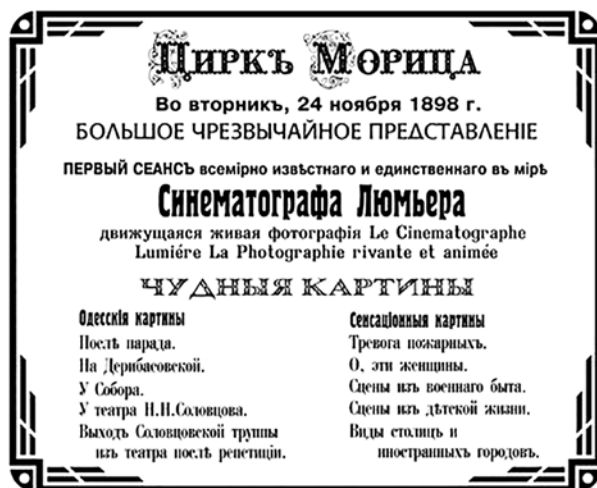 Циркъ Морица
Во вторникъ, 24 ноября 1898 г.
БОЛЬШОЕ ЧРЕЗВЫЧАЙНОЕ ПРЕДСТАВЛЕНІЕ
ПЕРВЫЙ СЕАНСЪ всемірно извѣстнаго и единственнаго въ мірѣ
Синематографа Люмьера
движущаяся живая фотографія Le Cinematographe
Lumiére La Photographie rivante et animée
ЧУДНЫЯ КАРТИНЫ
Одесскія картины
Послѣ парада.
На Дерибасовской.
У Собора.
У театра Н.Н.Соловцова.
Выходъ Соловцовской труппы
изъ театра послѣ репетиціи.
Сенсаціонныя картины
Тревога пожарныхъ.
О, эти женщины.
Сцены изъ военнаго быта.
Сцены изъ дѣтской жизни.
Виды столицъ и
иностранныхъ городовъ.